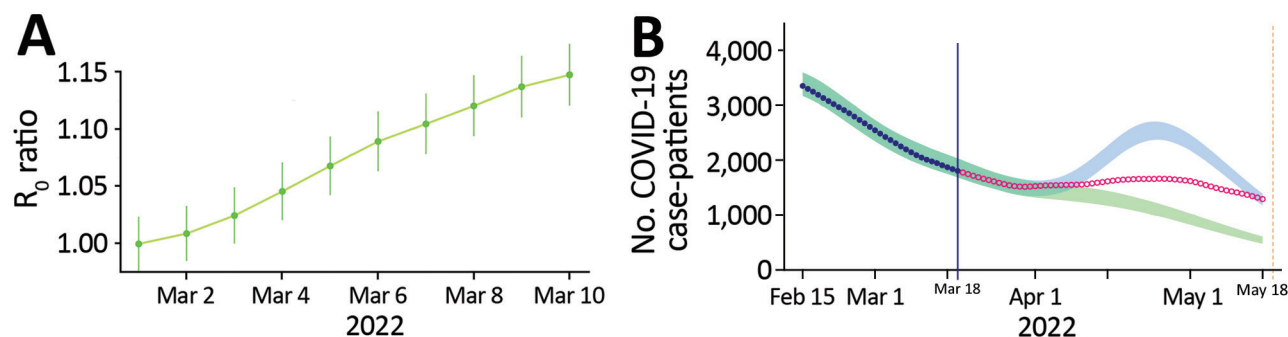 A
R0 ratio
1.15
1.10
1.05
1.00
Mar 2 Mar 4 Mar 6 Mar 8 Mar 10
2022
B
No. COVID-19
case-patients
4,000
3,000
2,000
1,000
0
Feb 15 Mar 1 Mar 18 Apr 1 May 1 May 18
2022